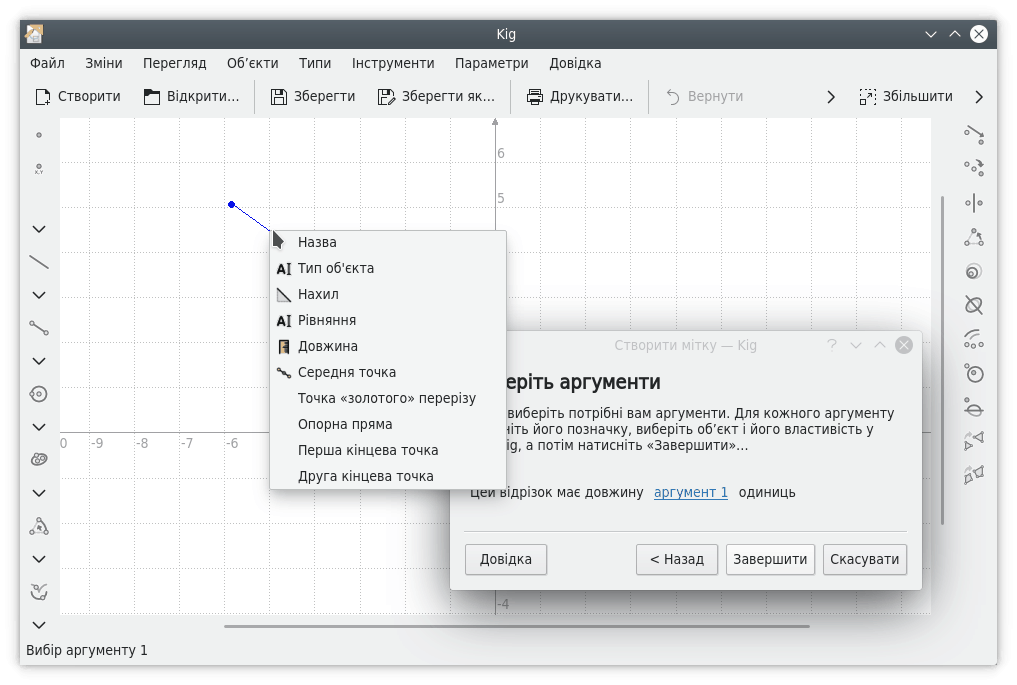 Kig
Файл Зміни Перегляд Об’єкти Типи Інструменти Параметри Довідка
Створити Відкрити... Зберегти Зберегти як... Друкувати... Вернути Збільшити
6
5
Назва
Тип об'єкта
Нахил
Рівняння
Довжина
Середня точка
Точка «золотого» перерізу
Опорна пряма
Перша кінцева точка
Друга кінцева точка
Створити мітку — Kig
еріть аргументи
виберіть потрібні вам аргументи. Для кожного аргументу
ніть його позначку, виберіть об’єкт і його властивість у
ig, а потім натисніть «Завершити»...
0 -9 -8 -7 -6
Цей відрізок має довжину аргумент 1 одиниць
Довідка < Назад Завершити Скасувати
-4
Вибір аргументу 1